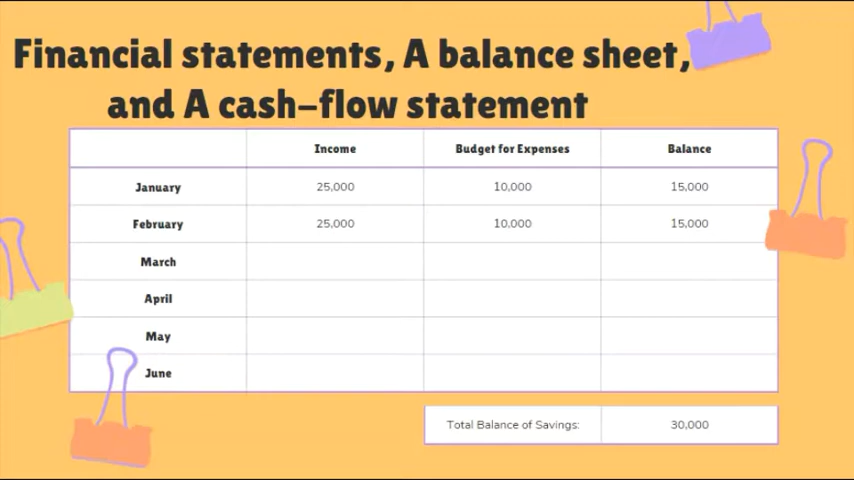 Financial statements, A balance sheet,
and A cash-flow statement
Income Budget for Expenses Balance
January 25,000 10,000 15,000
February 25,000 10,000 15,000
March
April
May
June
Total Balance of Savings: 30,000